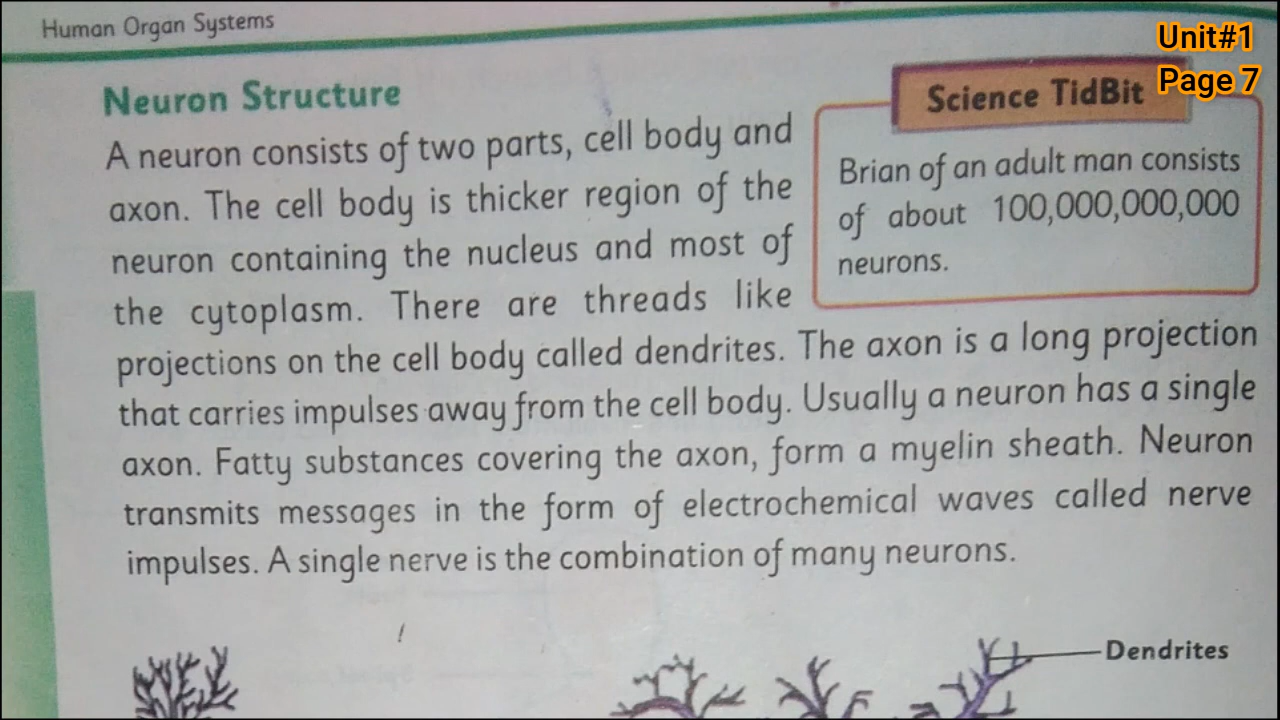 Human Organ Systems
Unit#1
Page 7
Neuron Structure
A neuron consists of two parts, cell body and
axon. The cell body is thicker region of the
neuron containing the nucleus and most of
the cytoplasm. There are threads like
projections on the cell body called dendrites. The axon is a long projection
that carries impulses away from the cell body. Usually a neuron has a single
axon. Fatty substances covering the axon, form a myelin sheath. Neuron
transmits messages in the form of electrochemical waves called nerve
impulses. A single nerve is the combination of many neurons.
Science TidBit
Brian of an adult man consists
of about 100,000,000,000
neurons.
Dendrites